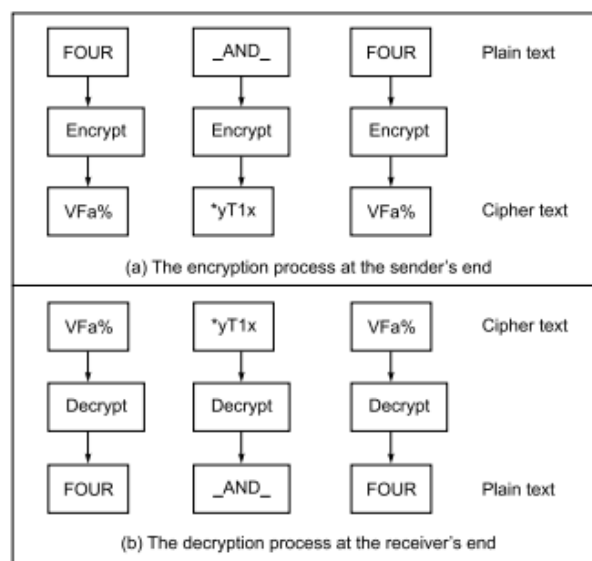 FOUR _AND_ FOUR Plain text
Encrypt Encrypt Encrypt
VFa% *yT1x VFa% Cipher text
(a) The encryption process at the sender's end
VFa% *yT1x VFa% Cipher text
Decrypt Decrypt Decrypt
FOUR _AND_ FOUR Plain text
(b) The decryption process at the receiver's end